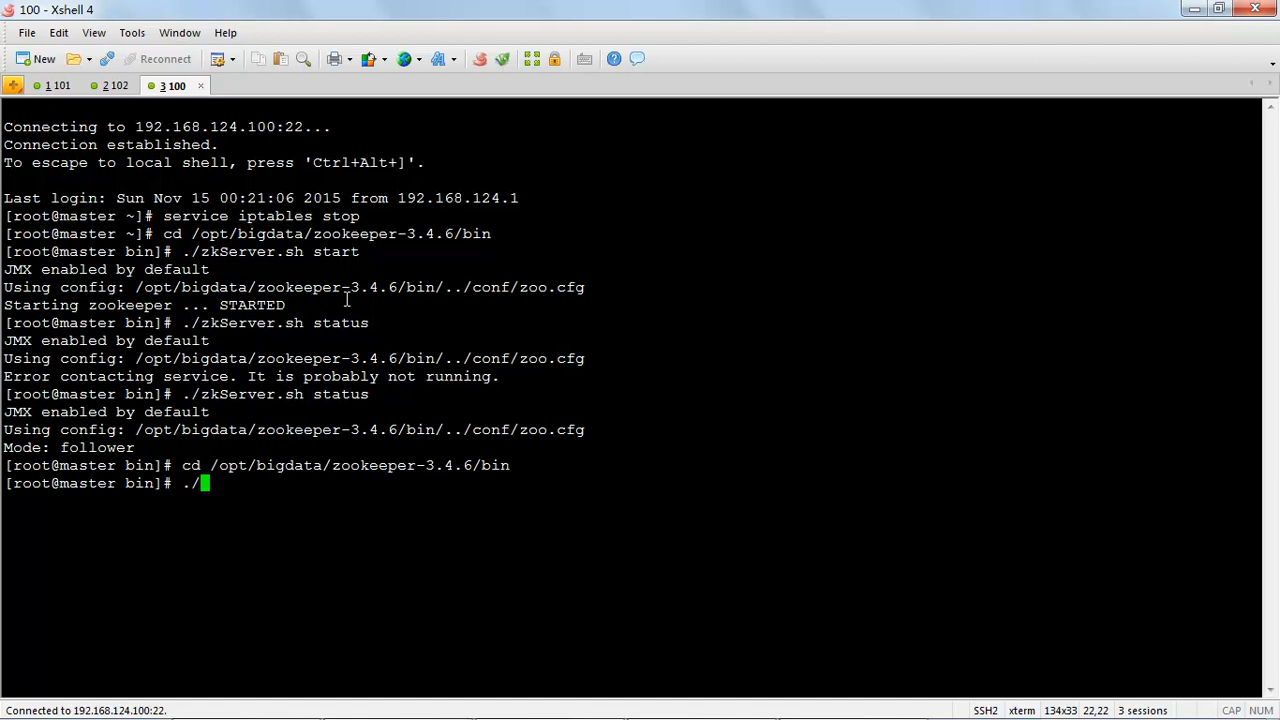 100 - Xshell 4
File Edit View Tools Window Help
New Reconnect
1 101 2 102 3 100 ×
Connecting to 192.168.124.100:22...
Connection established.
To escape to local shell, press 'Ctrl+Alt+]'.
Last login: Sun Nov 15 00:21:06 2015 from 192.168.124.1
[root@master ~]# service iptables stop
[root@master ~]# cd /opt/bigdata/zookeeper-3.4.6/bin
[root@master bin]# ./zkServer.sh start
JMX enabled by default
Using config: /opt/bigdata/zookeeper-3.4.6/bin/../conf/zoo.cfg
Starting zookeeper ... STARTED
[root@master bin]# ./zkServer.sh status
JMX enabled by default
Using config: /opt/bigdata/zookeeper-3.4.6/bin/../conf/zoo.cfg
Error contacting service. It is probably not running.
[root@master bin]# ./zkServer.sh status
JMX enabled by default
Using config: /opt/bigdata/zookeeper-3.4.6/bin/../conf/zoo.cfg
Mode: follower
[root@master bin]# cd /opt/bigdata/zookeeper-3.4.6/bin
[root@master bin]# ./
Connected to 192.168.124.100:22. SSH2 xterm 134x33 22,22 3 sessions CAP NUM